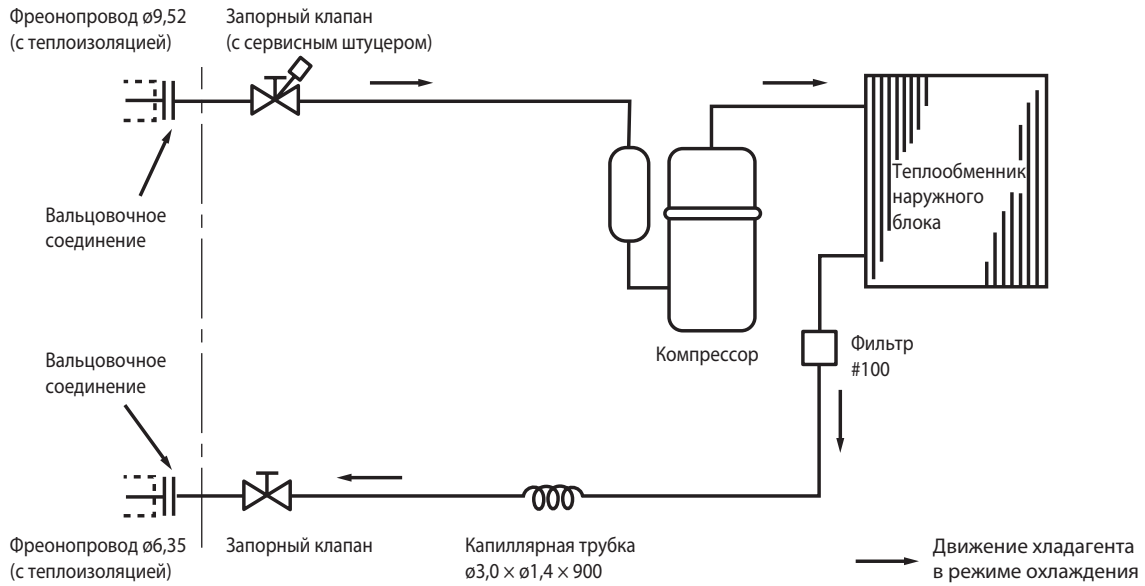 Фреонопровод ø9,52
(с теплоизоляцией)
Запорный клапан
(с сервисным штуцером)
Вальцовочное
соединение
Теплообменник
наружного
блока
Компрессор
Фильтр
#100
Вальцовочное
соединение
Фреонопровод ø6,35
(с теплоизоляцией)
Запорный клапан
Капиллярная трубка
ø3,0 × ø1,4 × 900
Движение хладагента
в режиме охлаждения